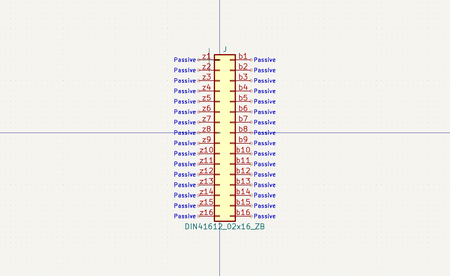 J
Passive z1 b1 Passive
Passive z2 b2 Passive
Passive z3 b3 Passive
Passive z4 b4 Passive
Passive z5 b5 Passive
Passive z6 b6 Passive
Passive z7 b7 Passive
Passive z8 b8 Passive
Passive z9 b9 Passive
Passive z10 b10 Passive
Passive z11 b11 Passive
Passive z12 b12 Passive
Passive z13 b13 Passive
Passive z14 b14 Passive
Passive z15 b15 Passive
Passive z16 b16 Passive
DIN41612_02x16_ZB